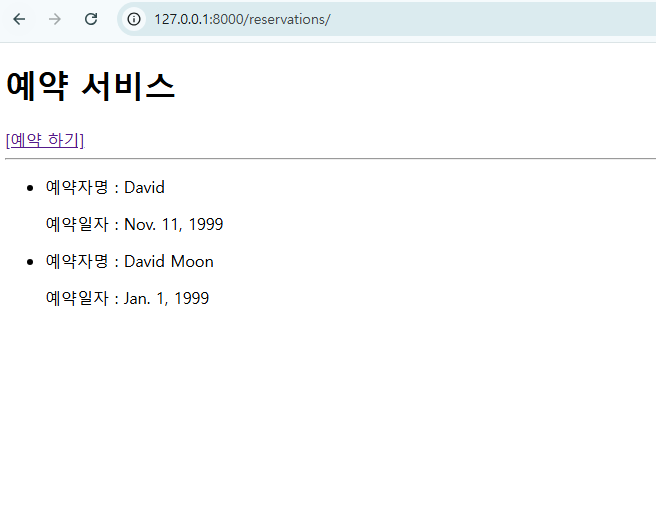 127.0.0.1:8000/reservations/
예약 서비스
[예약 하기]
예약자명 : David
예약일자 : Nov. 11, 1999
예약자명 : David Moon
예약일자 : Jan. 1, 1999